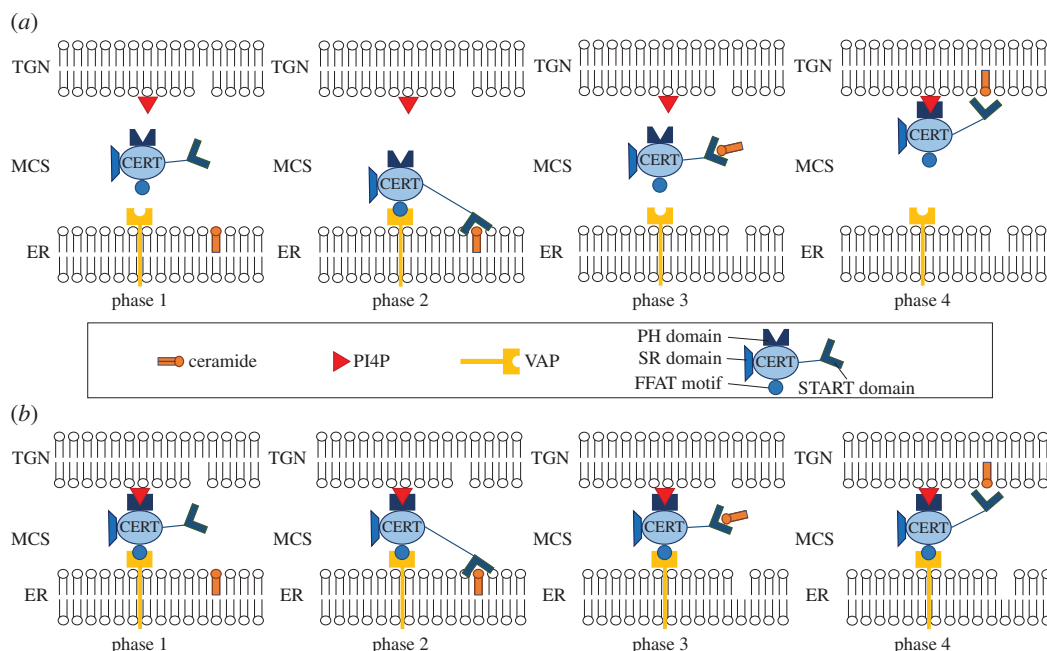 (a)
TGN TGN TGN TGN
CERT CERT CERT CERT
MCS MCS MCS MCS
ER ER ER ER
phase 1 phase 2 phase 3 phase 4
ceramide PI4P VAP PH domain
SR domain CERT
FFAT motif START domain
(b)
TGN TGN TGN TGN
CERT CERT CERT CERT
MCS MCS MCS MCS
ER ER ER ER
phase 1 phase 2 phase 3 phase 4